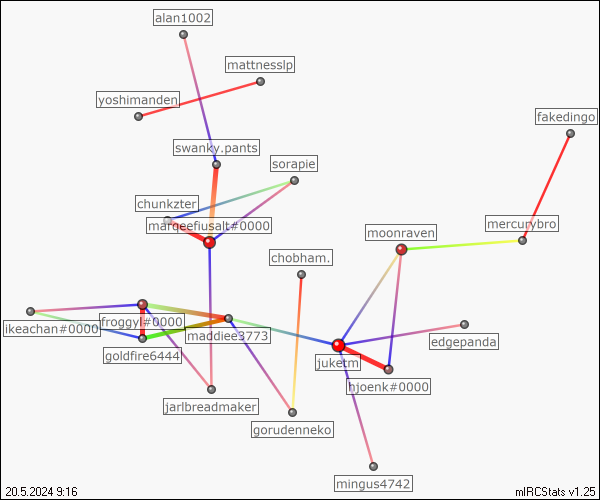 alan1002
mattnesslp
yoshimanden
fakedingo
swanky.pants
sorapie
chunkzter
marqeefiusalt#0000
mercurybro
moonraven
chobham.
froggyl#0000
ikeachan#0000
maddiee3773
edgepanda
goldfire6444
juketm
hjoenk#0000
jarlbreadmaker
gorudenneko
mingus4742
20.5.2024 9:16
mIRCStats v1.25